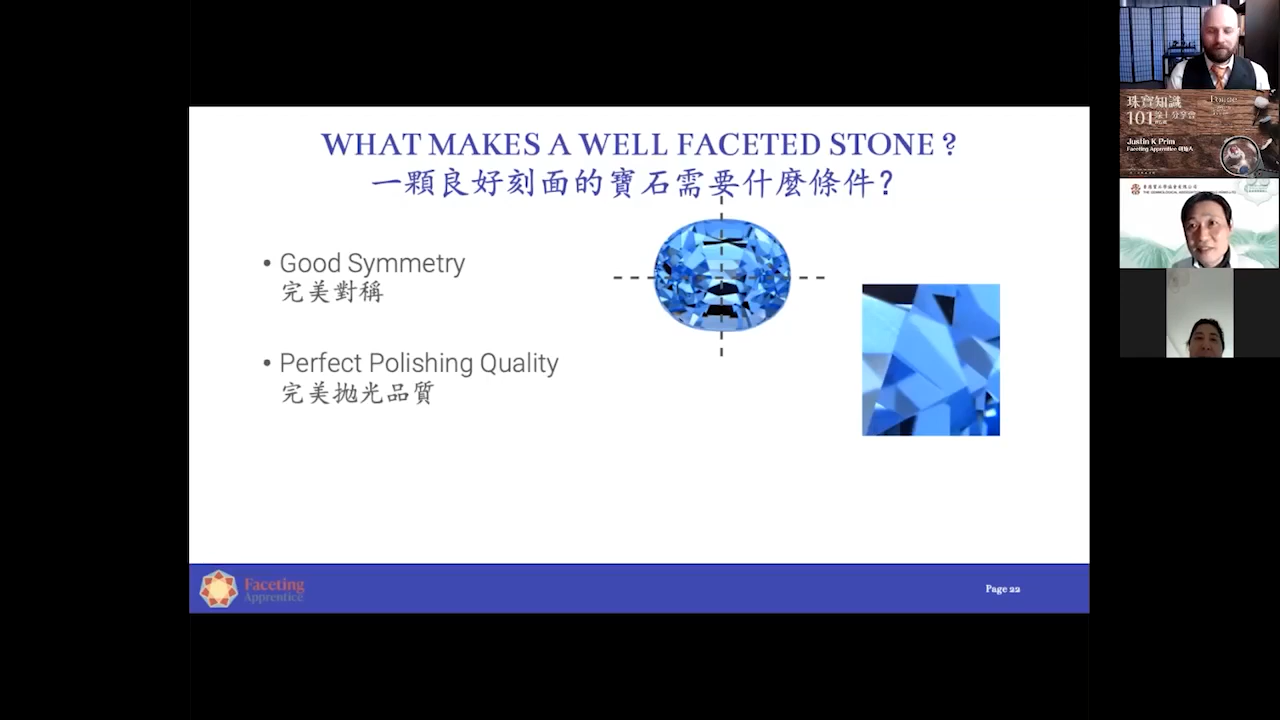 WHAT MAKES A WELL FACETED STONE ?
一顆良好刻面的寶石需要什麼條件?
• Good Symmetry
完美對稱
• Perfect Polishing Quality
完美拋光品質
Faceting
Apprentice
Page 22
珠寶知識
101
Justin K Prim
Faceting Apprentice